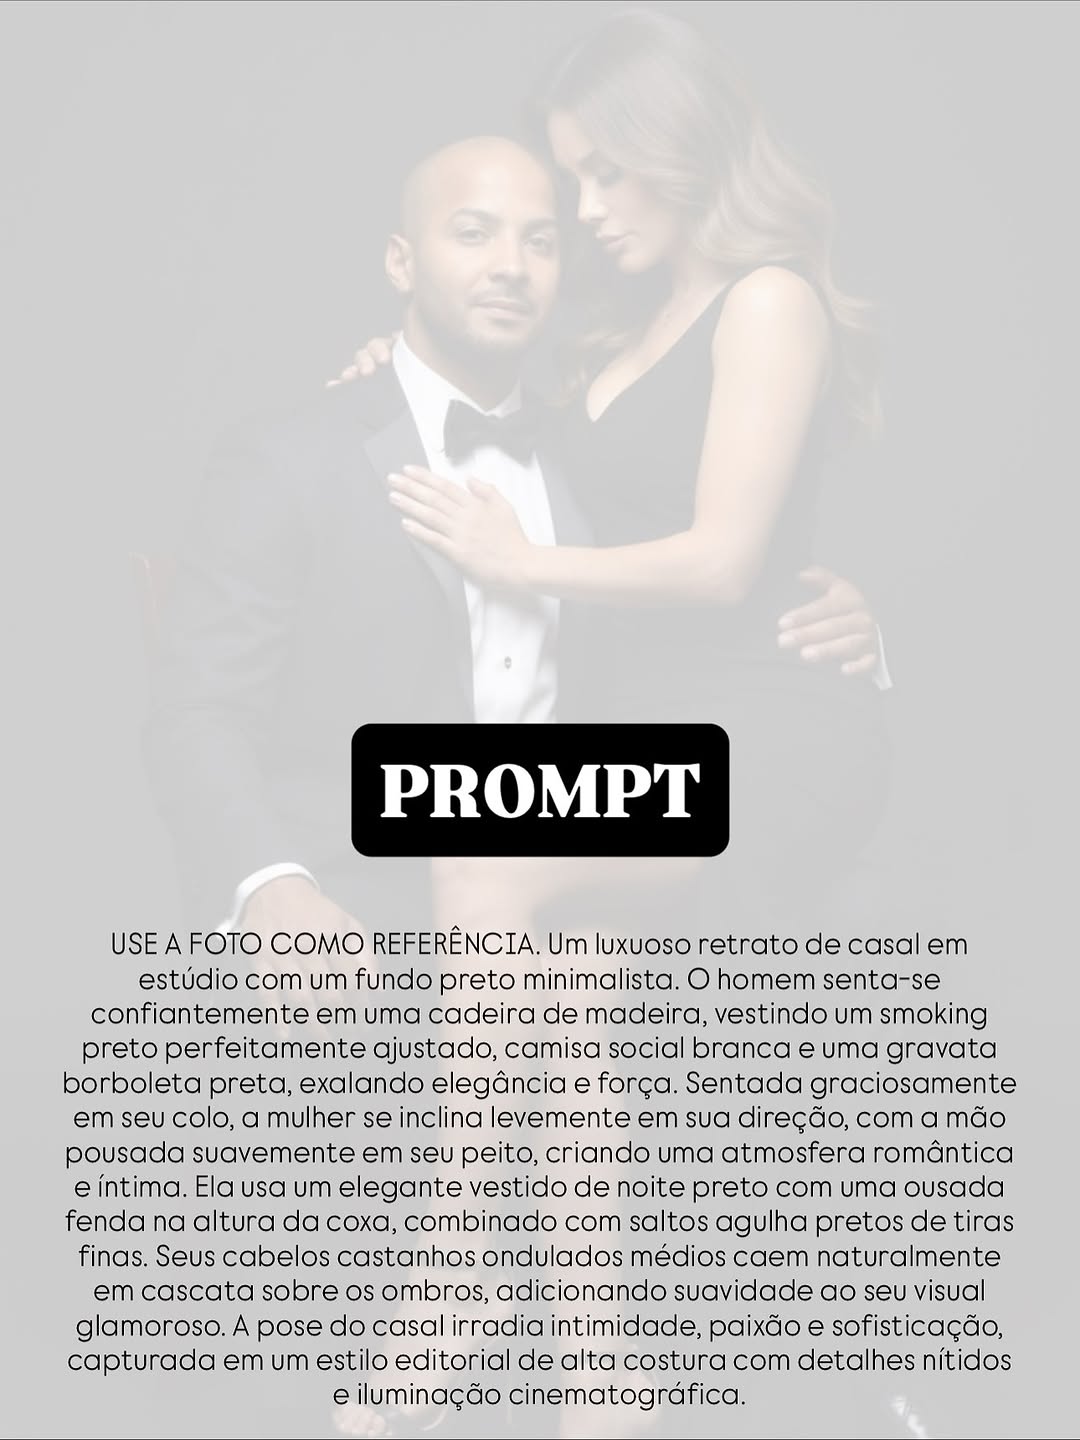 PROMPT
USE A FOTO COMO REFERÊNCIA. Um luxuoso retrato de casal em
estúdio com um fundo preto minimalista. O homem senta-se
confiantemente em uma cadeira de madeira, vestindo um smoking
preto perfeitamente ajustado, camisa social branca e uma gravata
borboleta preta, exalando elegância e força. Sentada graciosamente
em seu colo, a mulher se inclina levemente em sua direção, com a mão
pousada suavemente em seu peito, criando uma atmosfera romântica
e íntima. Ela usa um elegante vestido de noite preto com uma ousada
fenda na altura da coxa, combinado com saltos agulha pretos de tiras
finas. Seus cabelos castanhos ondulados médios caem naturalmente
em cascata sobre os ombros, adicionando suavidade ao seu visual
glamoroso. A pose do casal irradia intimidade, paixão e sofisticação,
capturada em um estilo editorial de alta costura com detalhes nítidos
e iluminação cinematográfica.